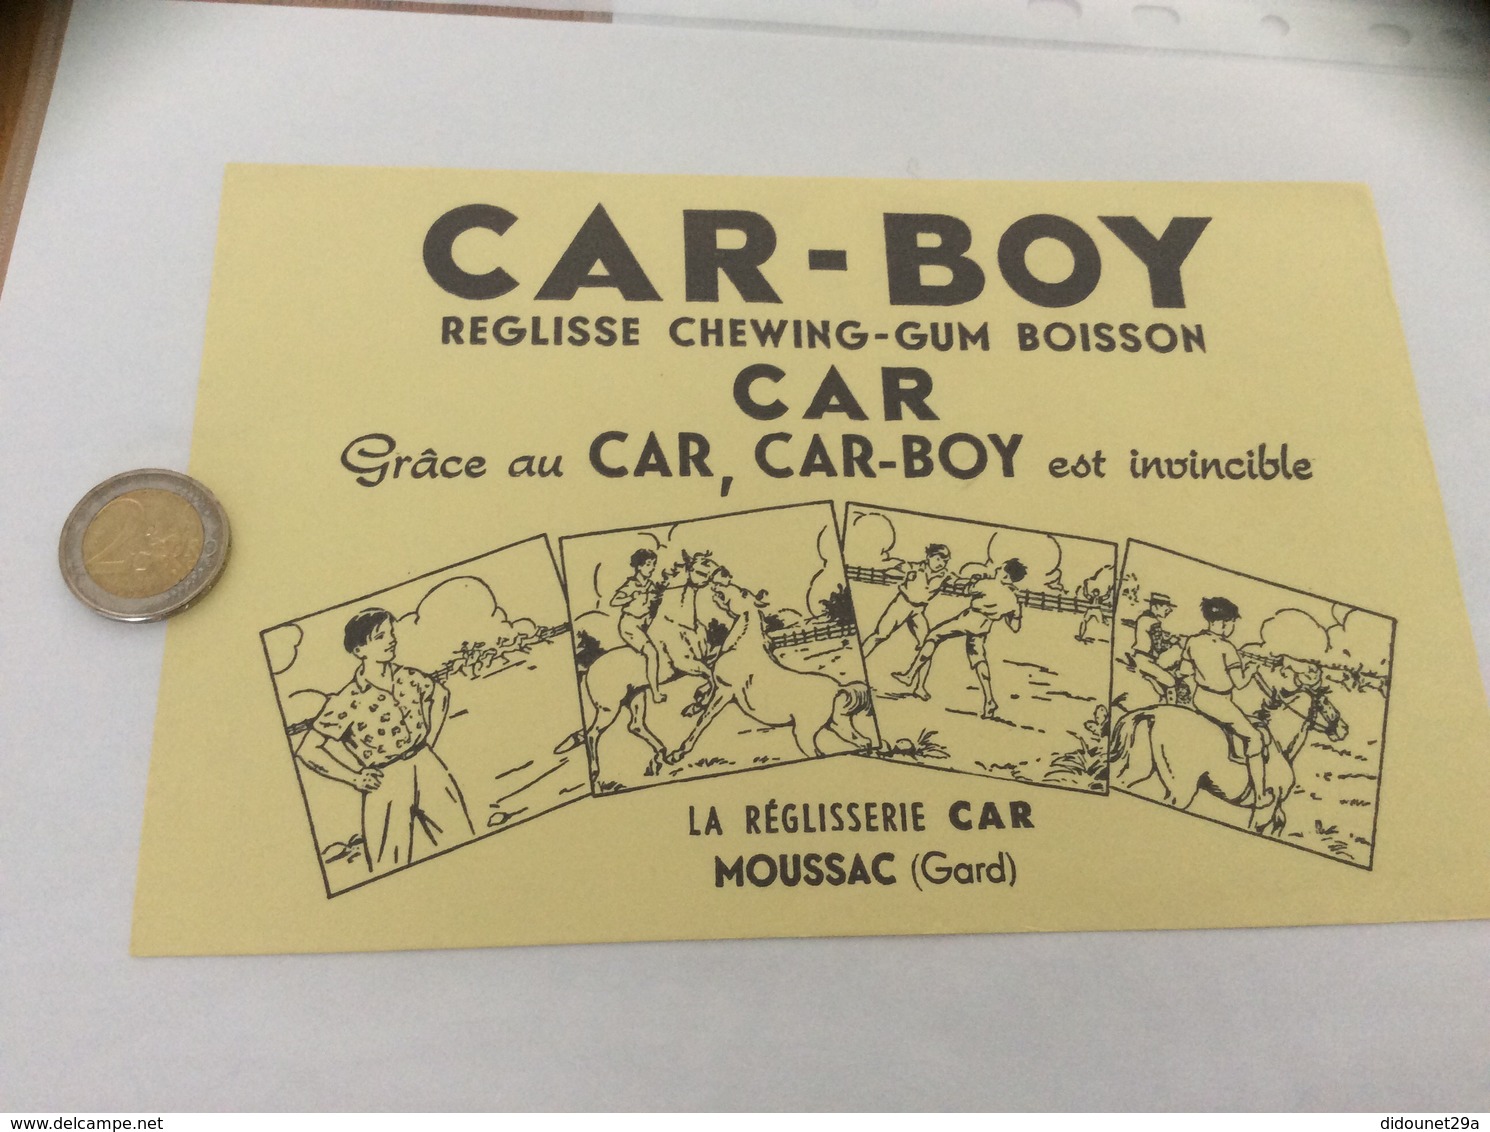 CAR-BOY
REGLISSE CHEWING-GUM BOISSON
CAR
Grâce au CAR, CAR-BOY est invincible
LA RÉGLISSERIE CAR
MOUSSAC (Gard)
2
www.delcampe.net
didounet29a